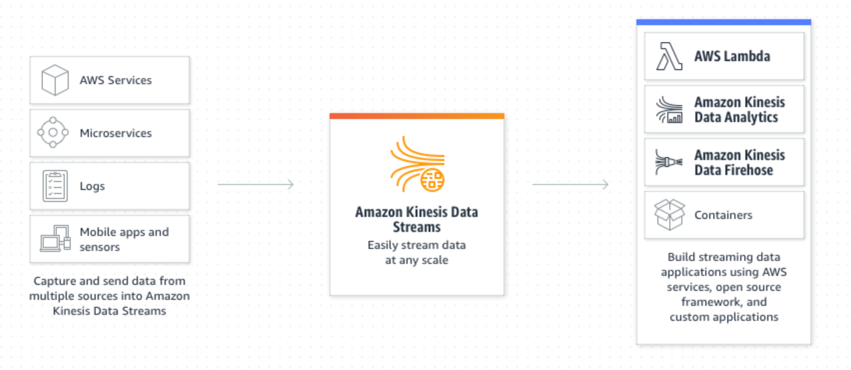 AWS Services
Microservices
Logs
Mobile apps and
sensors
Capture and send data from
multiple sources into Amazon
Kinesis Data Streams
Amazon Kinesis Data
Streams
Easily stream data
at any scale
AWS Lambda
Amazon Kinesis
Data Analytics
Amazon Kinesis
Data Firehose
Containers
Build streaming data
applications using AWS
services, open source
framework, and
custom applications